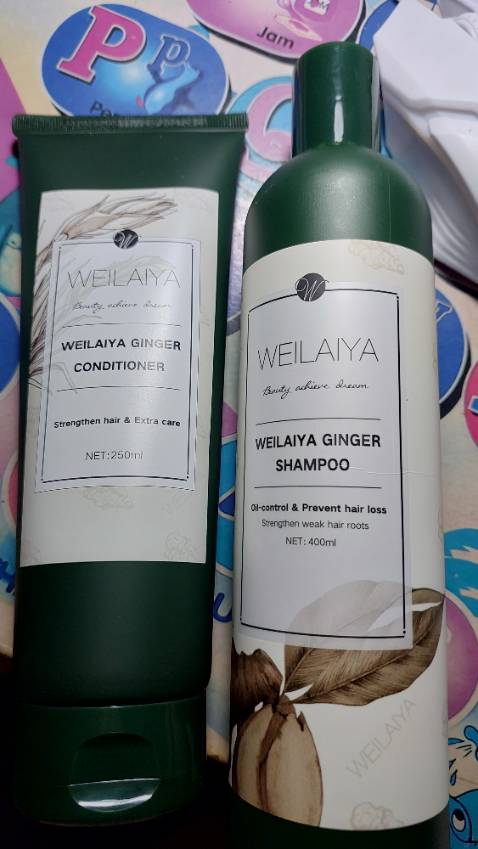 Jam
P p
W
WEILAIYA
Beauty achieve dream
WEILAIYA GINGER
CONDITIONER
Strengthen hair & Extra care
NET:250ml
W
WEILAIYA
Beauty achieve dream
WEILAIYA GINGER
SHAMPOO
Oil-control & Prevent hair loss
Strengthen weak hair roots
NET: 400ml
WEILAIYA